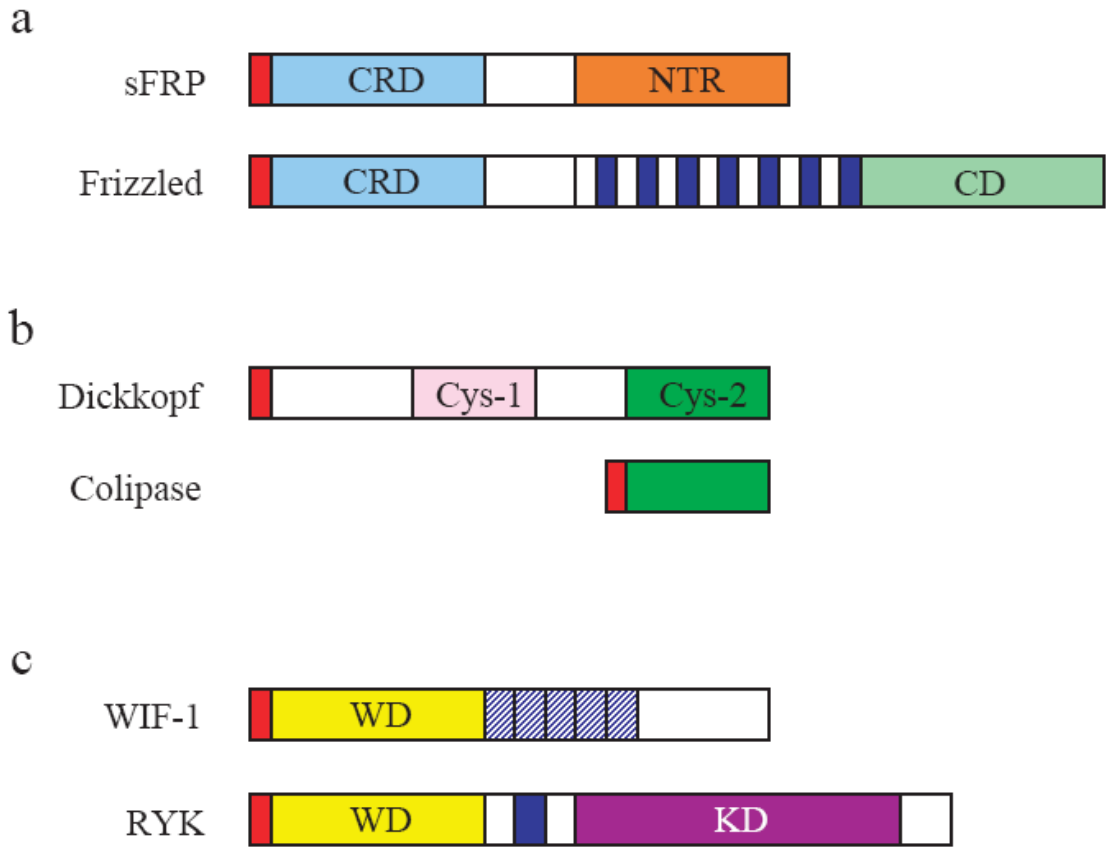 a
sFRP CRD NTR
Frizzled CRD CD
b
Dickkopf Cys-1 Cys-2
Colipase
c
WIF-1 WD
RYK WD KD